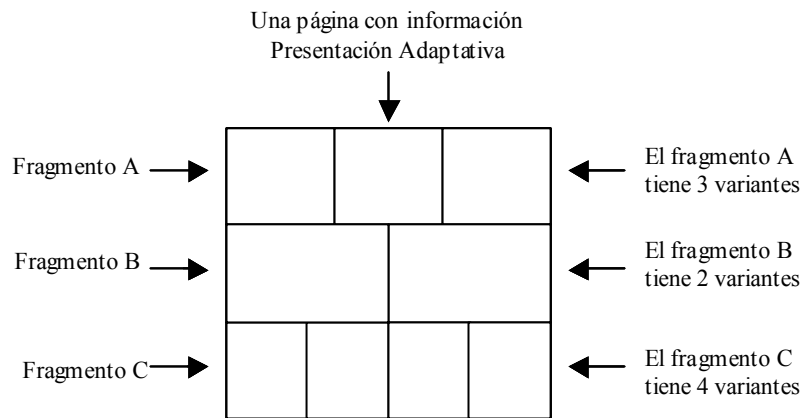 Una página con información
Presentación Adaptativa
Fragmento A
El fragmento A
tiene 3 variantes
Fragmento B
El fragmento B
tiene 2 variantes
Fragmento C
El fragmento C
tiene 4 variantes